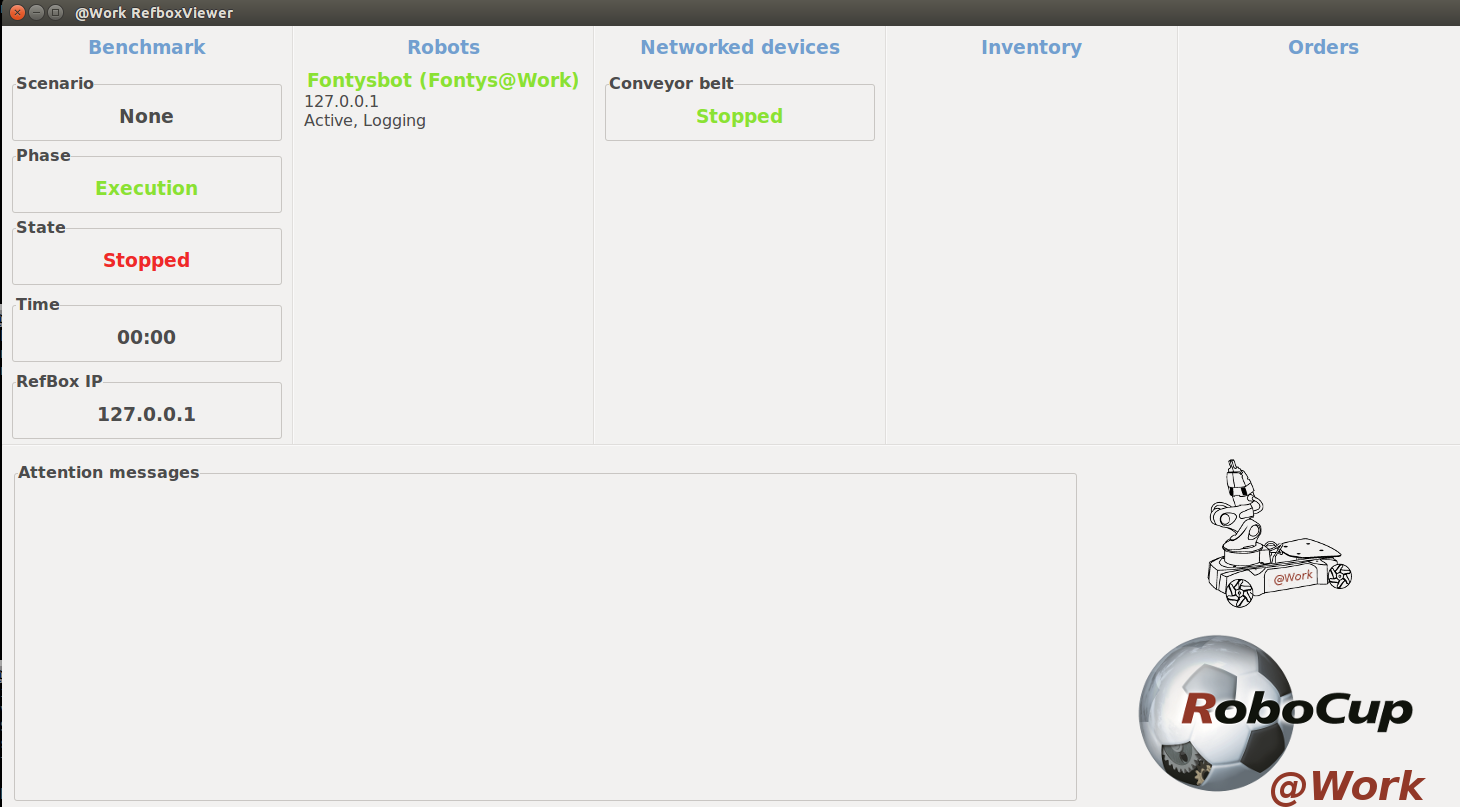 @Work RefboxViewer
Benchmark
Robots
Networked devices
Inventory
Orders
Scenario
None
Phase
Execution
State
Stopped
Time
00:00
RefBox IP
127.0.0.1
Fontysbot (Fontys@Work)
127.0.0.1
Active, Logging
Conveyor belt
Stopped
Attention messages
@Work
RoboCup
@Work